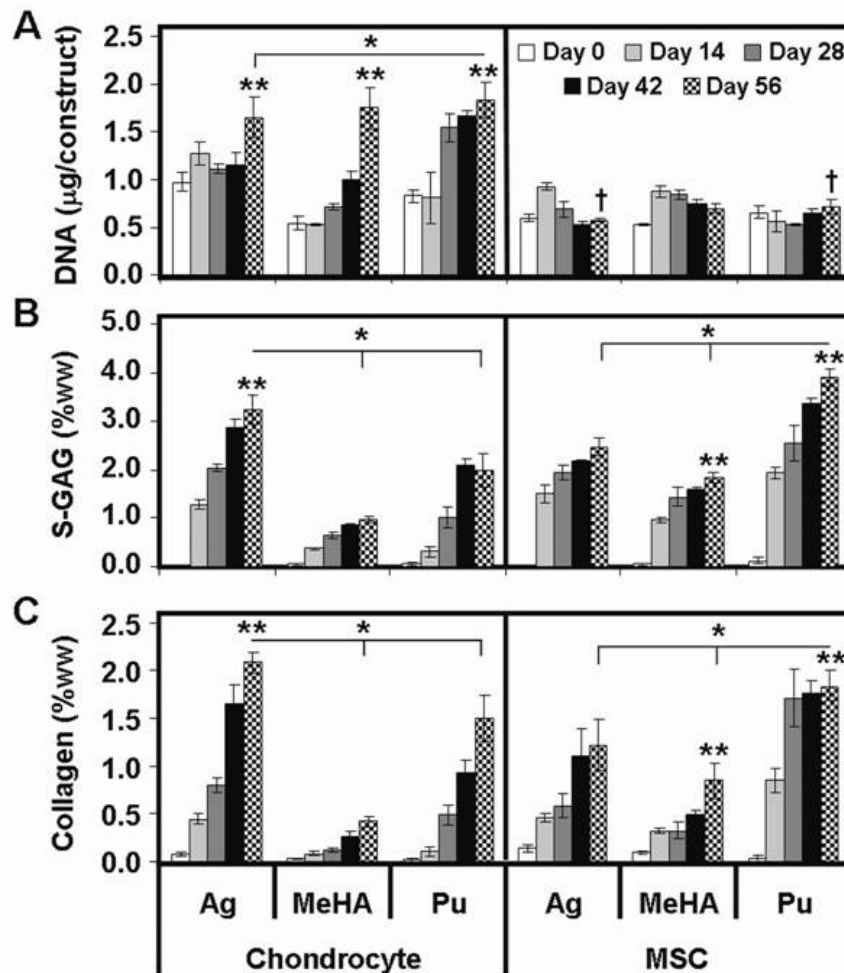 A
DNA (µg/construct)
2.5
2.0
1.5
1.0
0.5
0.0
*
** ** **
Day 0 Day 14 Day 28
Day 42 Day 56
† †
B
S-GAG (%ww)
5.0
4.0
3.0
2.0
1.0
0.0
* *
** ** **
C
Collagen (%ww)
2.5
2.0
1.5
1.0
0.5
0.0
** * *
** **
Ag MeHA Pu Ag MeHA Pu
Chondrocyte MSC